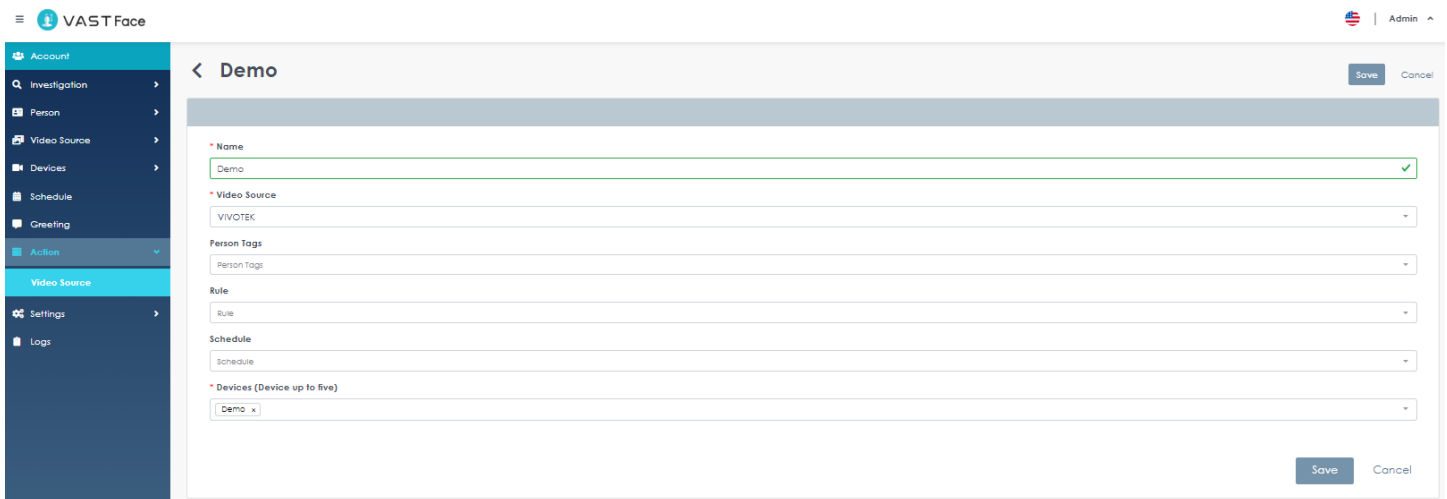 VAST Face
Admin
Account
Investigation
Person
Video Source
Devices
Schedule
Greeting
Action
Video Source
Settings
Logs
Demo
Save Cancel
* Name
Demo
* Video Source
VIVOTEK
Person Tags
Person Tags
Rule
Rule
Schedule
Schedule
* Devices (Device up to five)
Demo x
Save Cancel